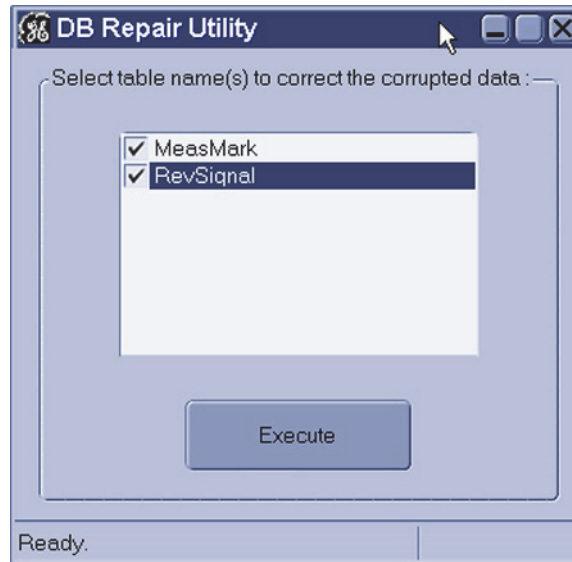 DB Repair Utility
Select table name(s) to correct the corrupted data :
MeasMark
RevSignal
Execute
Ready.